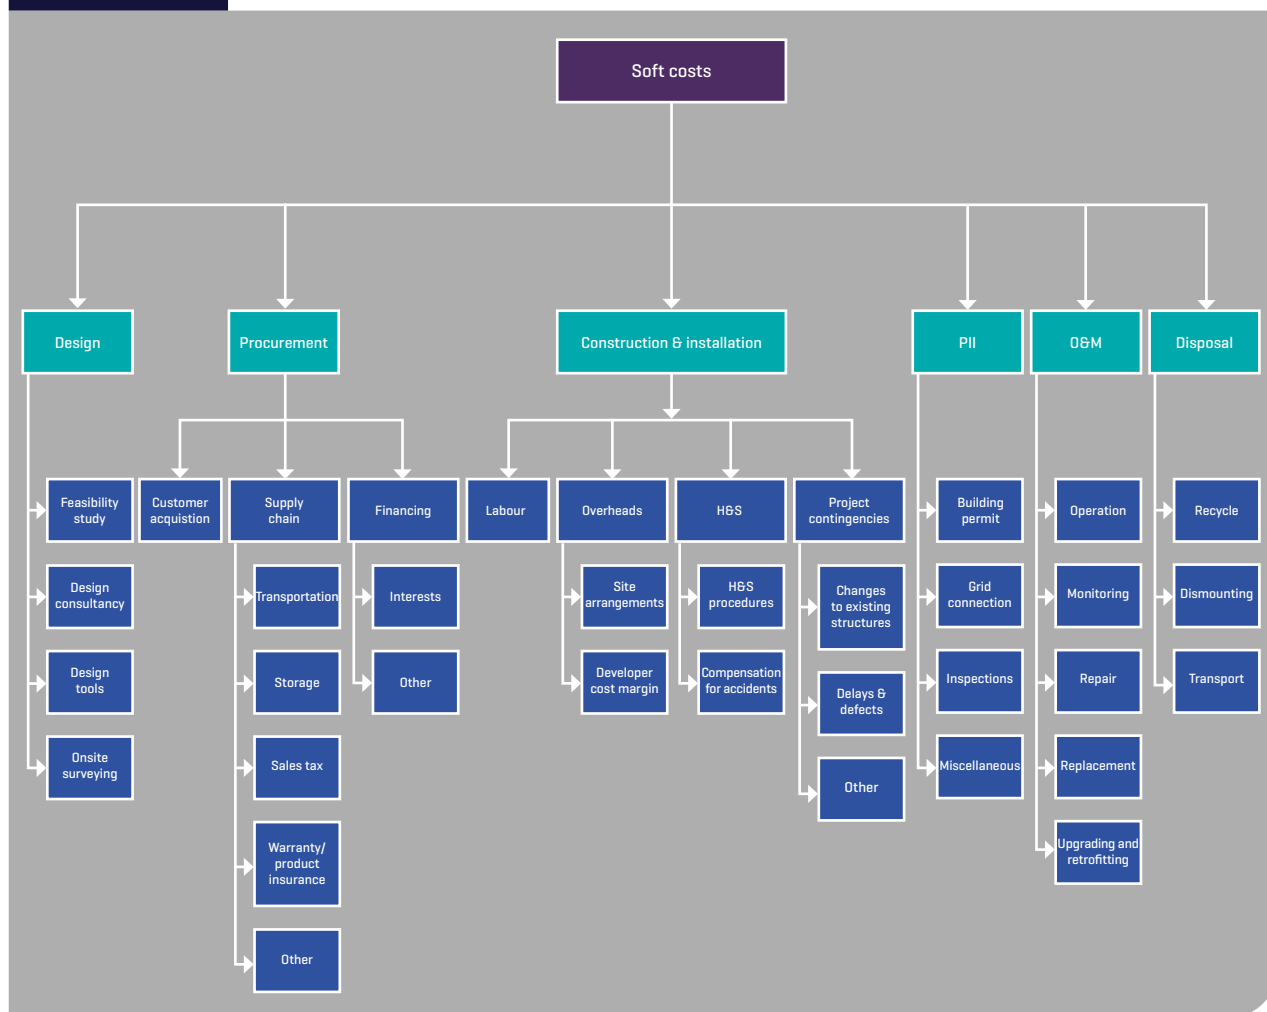 Soft costs
Design
Procurement
Construction & installation
PII
O&M
Disposal
Feasibility
study
Customer
acquistion
Supply
chain
Financing
Labour
Overheads
H&S
Project
contingencies
Building
permit
Operation
Recycle
Design
consultancy
Transportation
Interests
Site
arrangements
H&S
procedures
Changes
to existing
structures
Grid
connection
Monitoring
Dismounting
Design
tools
Storage
Other
Developer
cost margin
Compensation
for accidents
Delays &
defects
Inspections
Repair
Transport
Onsite
surveying
Sales tax
Other
Miscellaneous
Replacement
Warranty/
product
insurance
Upgrading and
retrofitting
Other